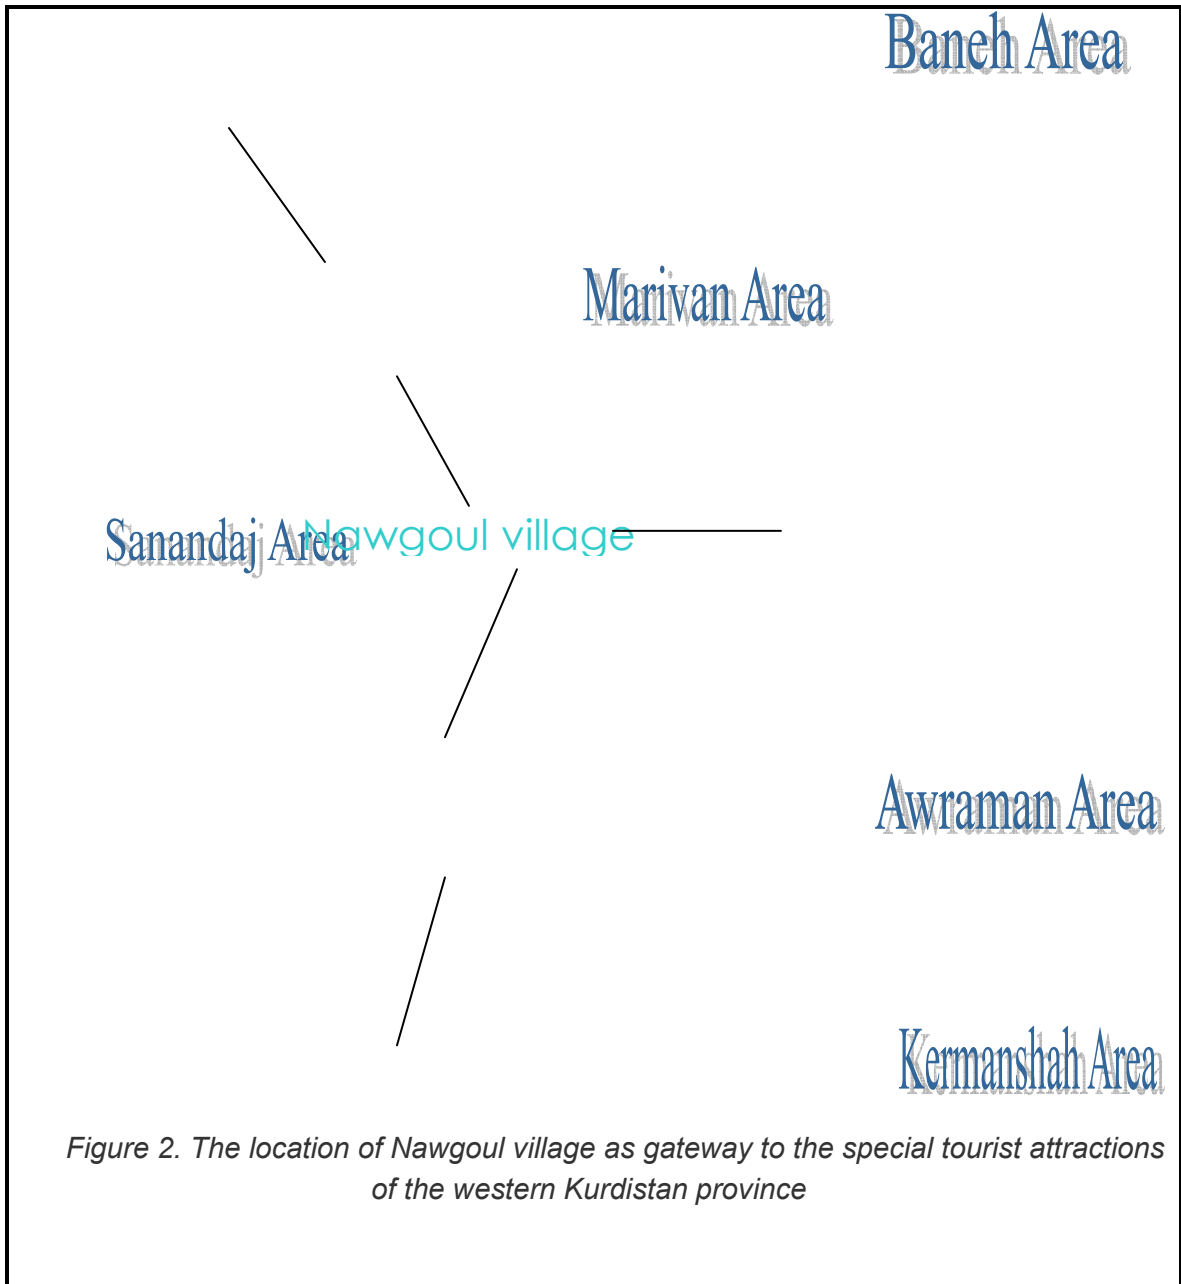 Baneh Area
Marivan Area
Sanandaj Area Nawgoul village
Awraman Area
Kermanshah Area
Figure 2. The location of Nawgoul village as gateway to the special tourist attractions
of the western Kurdistan province